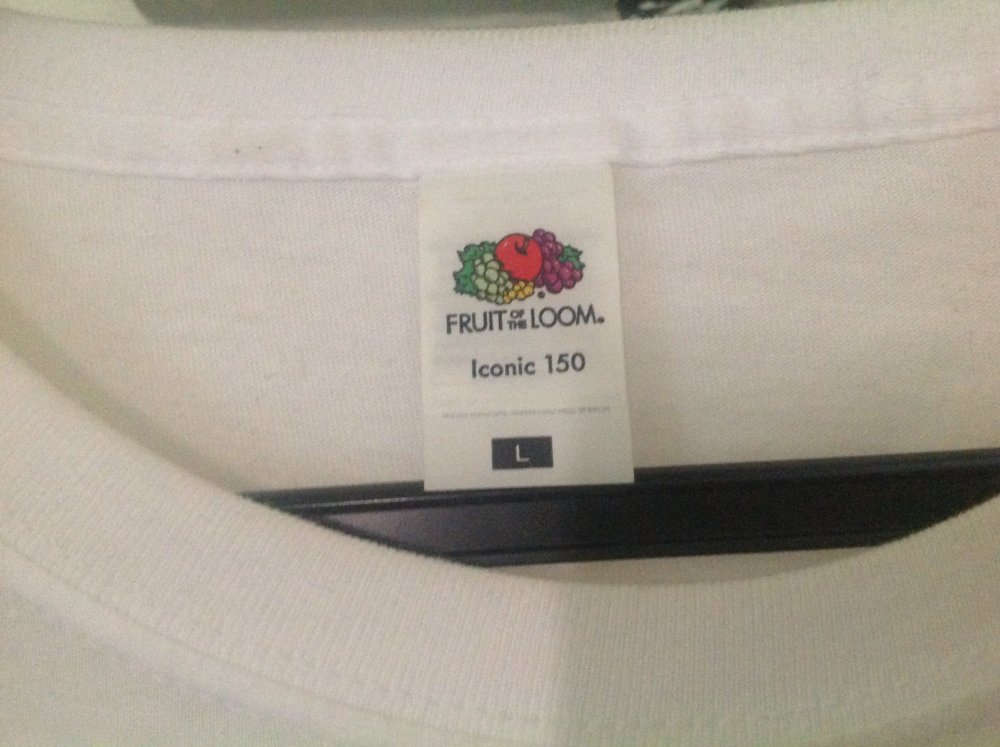 FRUIT OF THE LOOM.
Iconic 150
L